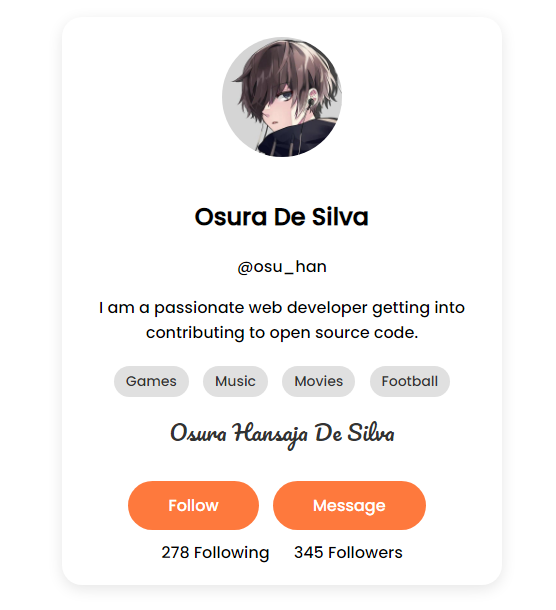 Osura De Silva
@osu_han
I am a passionate web developer getting into
contributing to open source code.
Games Music Movies Football
Osura Hansaja De Silva
Follow Message
278 Following 345 Followers